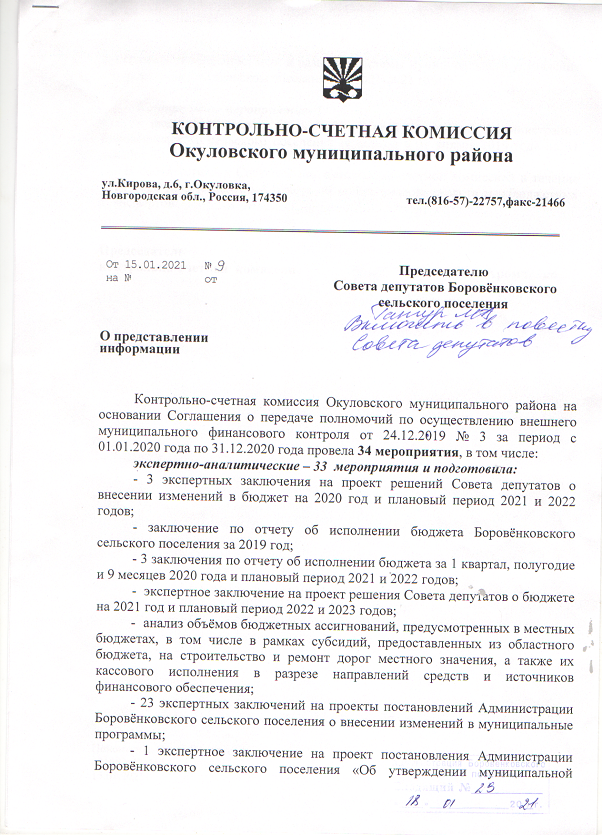 КОНТРОЛЬНО-СЧЕТНАЯ КОМИССИЯ
Окуловского муниципального района
ул.Кирова, д.6, г.Окуловка,
Новгородская обл., Россия, 174350
тел.(816-57)-22757,факс-21466
От 15.01.2021 № 9
на № от
Председателю
Совета депутатов Боровёнковского
сельского поселения
Включить в повестку
Совета депутатов
О представлении
информации
Контрольно-счетная комиссия Окуловского муниципального района на
основании Соглашения о передаче полномочий по осуществлению внешнего
муниципального финансового контроля от 24.12.2019 № 3 за период с
01.01.2020 года по 31.12.2020 года провела 34 мероприятия, в том числе:
экспертно-аналитические – 33 мероприятия и подготовила:
- 3 экспертных заключения на проект решений Совета депутатов о
внесении изменений в бюджет на 2020 год и плановый период 2021 и 2022
годов;
- заключение по отчету об исполнении бюджета Боровёнковского
сельского поселения за 2019 год;
- 3 заключения по отчету об исполнении бюджета за 1 квартал, полугодие
и 9 месяцев 2020 года и плановый период 2021 и 2022 годов;
- экспертное заключение на проект решения Совета депутатов о бюджете
на 2021 год и плановый период 2022 и 2023 годов;
- анализ объёмов бюджетных ассигнований, предусмотренных в местных
бюджетах, в том числе в рамках субсидий, предоставленных из областного
бюджета, на строительство и ремонт дорог местного значения, а также их
кассового исполнения в разрезе направлений средств и источников
финансового обеспечения;
- 23 экспертных заключений на проекты постановлений Администрации
Боровёнковского сельского поселения о внесении изменений в муниципальные
программы;
- 1 экспертное заключение на проект постановления Администрации
Боровёнковского сельского поселения «Об утверждении муниципальной
№ 25
18 01 2021